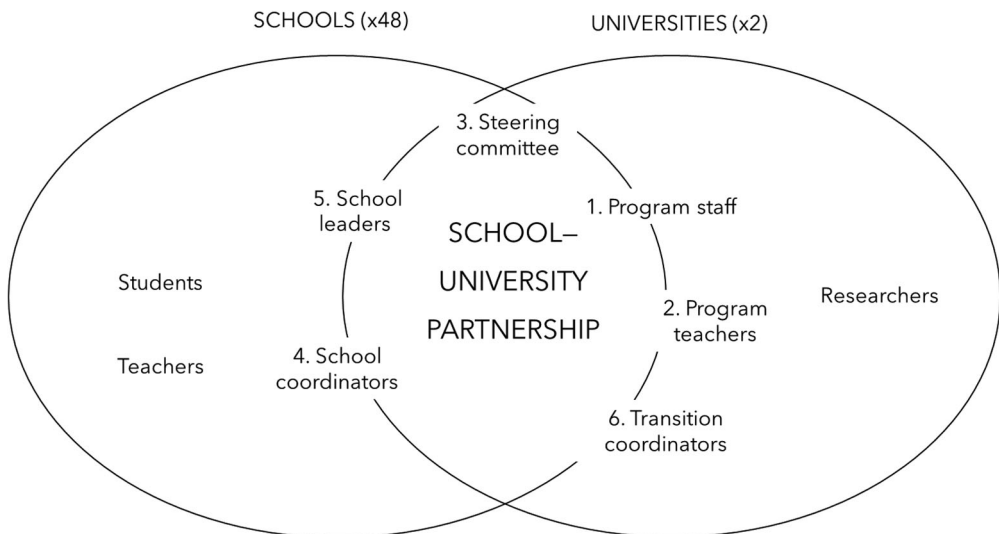 SCHOOLS (x48)
UNIVERSITIES (x2)
3. Steering
committee
5. School
leaders
1. Program staff
SCHOOL–
UNIVERSITY
PARTNERSHIP
Students
Researchers
2. Program
teachers
Teachers
4. School
coordinators
6. Transition
coordinators